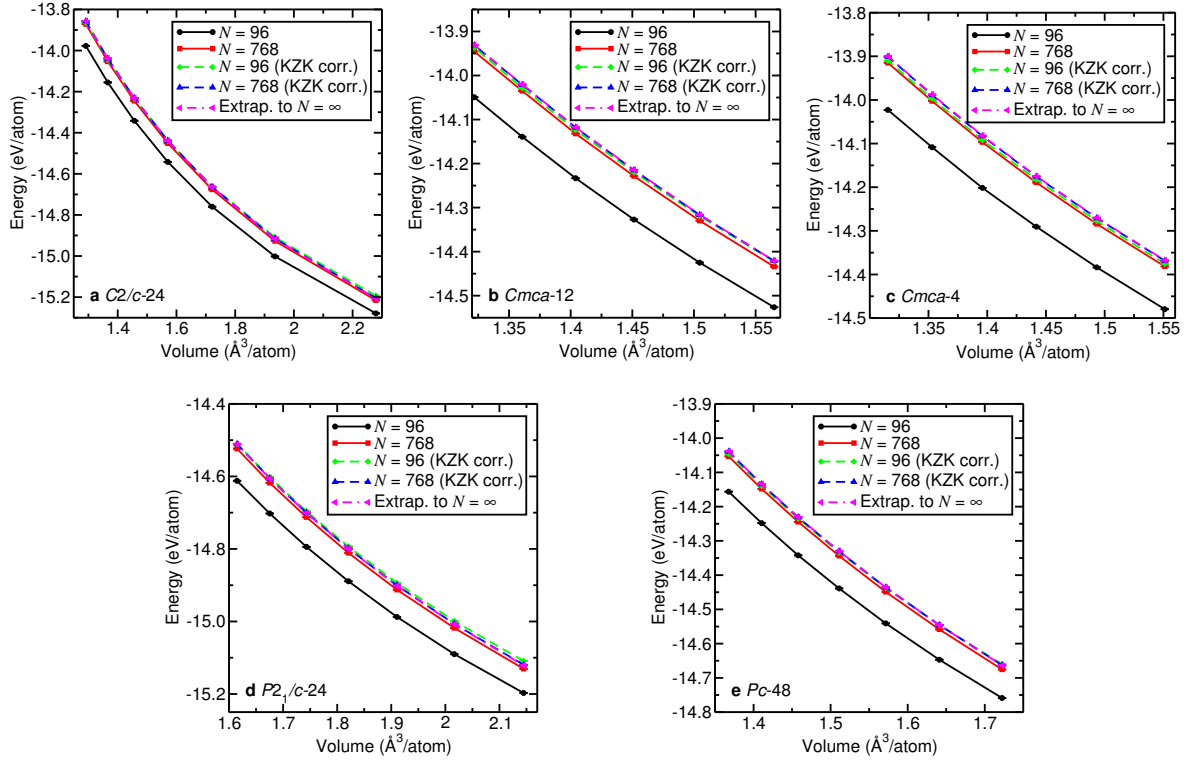 -13.8
-14.0
-14.2
-14.4
-14.6
-14.8
-15.0
-15.2
Energy (eV/atom)
N = 96
N = 768
N = 96 (KZK corr.)
N = 768 (KZK corr.)
Extrap. to N = ∞
a C2/c-24
1.4 1.6 1.8 2 2.2
Volume (Å³/atom)
-13.9
-14.0
-14.1
-14.2
-14.3
-14.4
-14.5
Energy (eV/atom)
N = 96
N = 768
N = 96 (KZK corr.)
N = 768 (KZK corr.)
Extrap. to N = ∞
b Cmca-12
1.35 1.40 1.45 1.50 1.55
Volume (Å³/atom)
-13.8
-13.9
-14.0
-14.1
-14.2
-14.3
-14.4
-14.5
Energy (eV/atom)
N = 96
N = 768
N = 96 (KZK corr.)
N = 768 (KZK corr.)
Extrap. to N = ∞
c Cmca-4
1.35 1.4 1.45 1.5 1.55
Volume (Å³/atom)
-14.4
-14.6
-14.8
-15.0
-15.2
Energy (eV/atom)
N = 96
N = 768
N = 96 (KZK corr.)
N = 768 (KZK corr.)
Extrap. to N = ∞
d P2₁/c-24
1.6 1.7 1.8 1.9 2 2.1
Volume (Å³/atom)
-13.9
-14.0
-14.1
-14.2
-14.3
-14.4
-14.5
-14.6
-14.7
-14.8
Energy (eV/atom)
N = 96
N = 768
N = 96 (KZK corr.)
N = 768 (KZK corr.)
Extrap. to N = ∞
e Pc-48
1.4 1.5 1.6 1.7
Volume (Å³/atom)